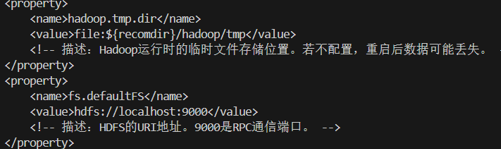 <property>
<name>hadoop.tmp.dir</name>
<value>file:${recomdir}/hadoop/tmp</value>
<!-- 描述：Hadoop运行时的临时文件存储位置。若不配置，重启后数据可能丢失。 -
</property>
<property>
<name>fs.defaultFS</name>
<value>hdfs://localhost:9000</value>
<!-- 描述：HDFS的URI地址。9000是RPC通信端口。 -->
</property>